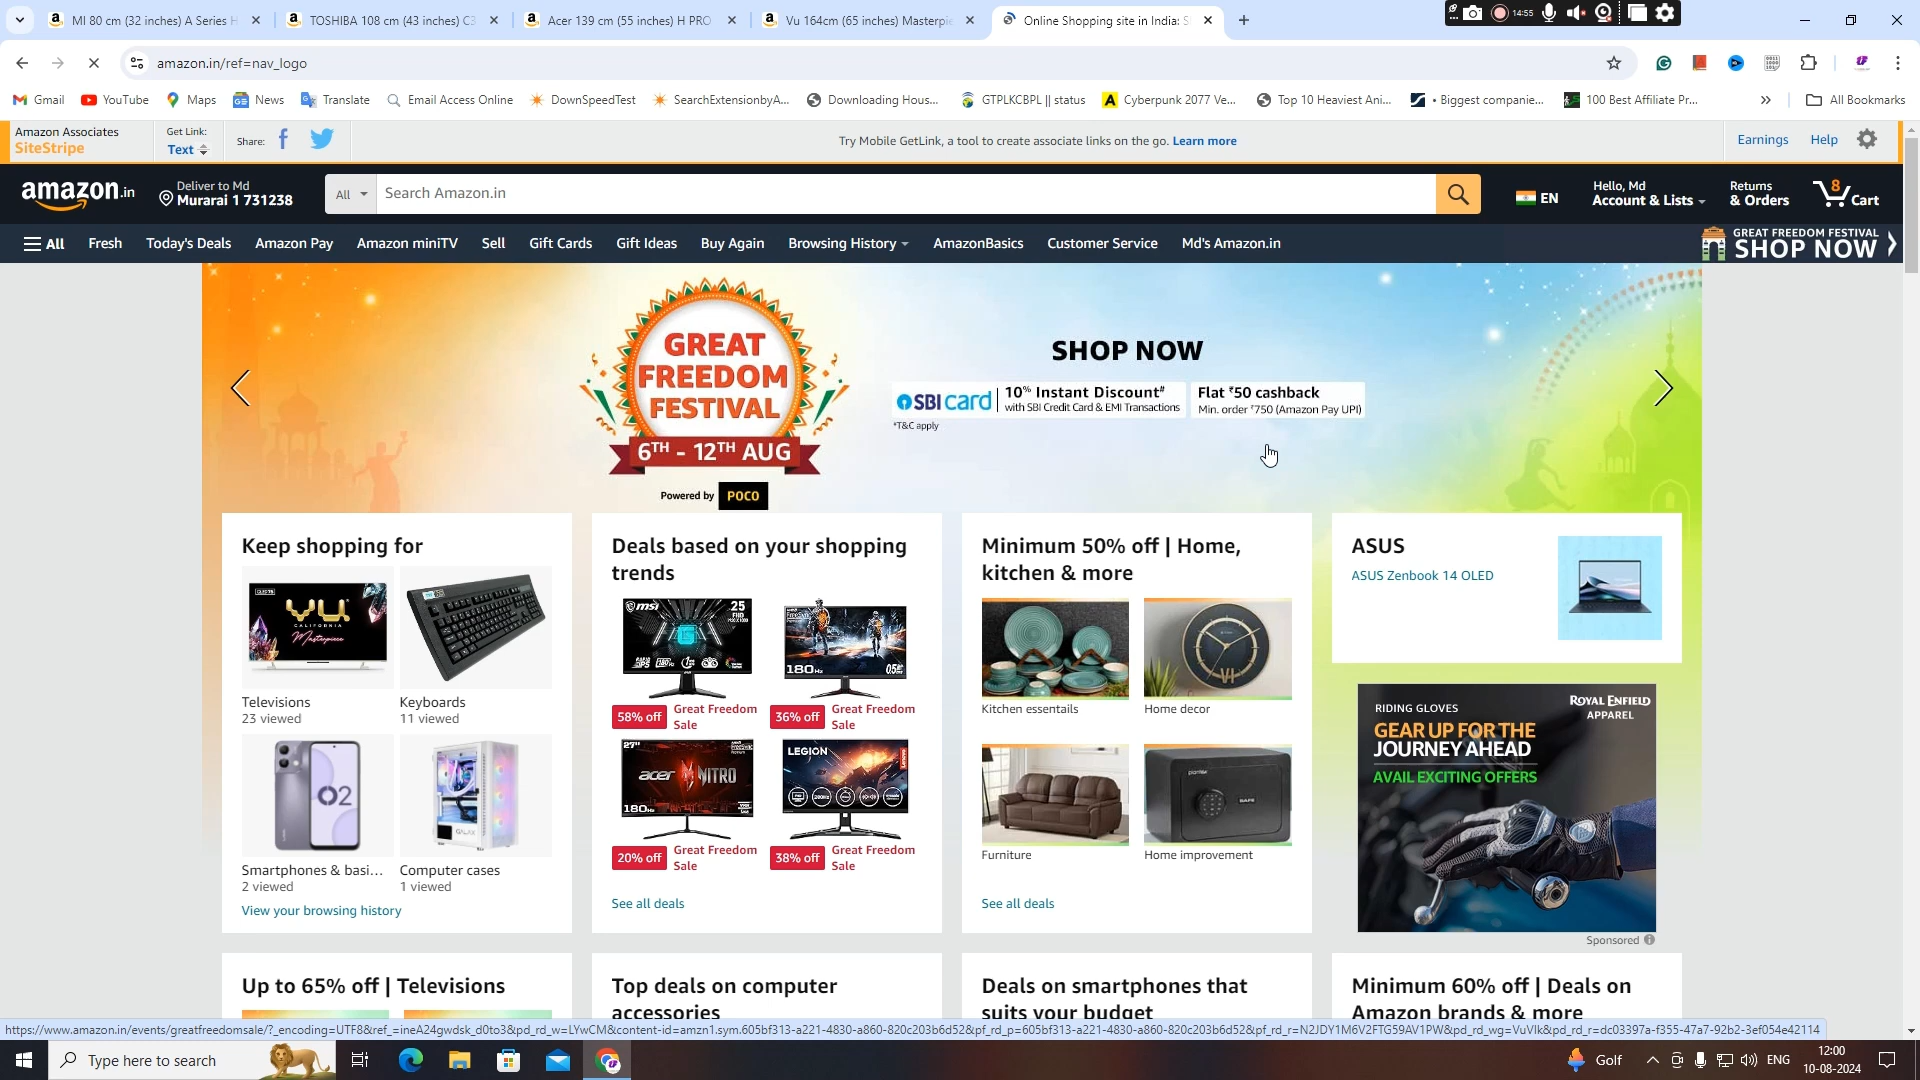 MI 80 cm (32 inches) A Series H
TOSHIBA 108 cm (43 inches) C3
Acer 139 cm (55 inches) H PRO
Vu 164cm (65 inches) Masterpie
Online Shopping site in India: S
14:55
amazon.in/ref=nav_logo
Gmail
YouTube
Maps
News
Translate
Email Access Online
DownSpeedTest
SearchExtensionbyA...
Downloading Hous...
GTPLKCBPL || status
Cyberpunk 2077 Ve...
Top 10 Heaviest Ani...
• Biggest companie...
100 Best Affiliate Pr...
All Bookmarks
Amazon Associates
SiteStripe
Get Link:
Text
Share:
Try Mobile GetLink, a tool to create associate links on the go. Learn more
Earnings
Help
amazon.in
Deliver to Md
Murarai 1 731238
All
Search Amazon.in
EN
Hello, Md
Account & Lists
Returns
& Orders
8
Cart
All
Fresh
Today's Deals
Amazon Pay
Amazon miniTV
Sell
Gift Cards
Gift Ideas
Buy Again
Browsing History
AmazonBasics
Customer Service
Md's Amazon.in
GREAT FREEDOM FESTIVAL
SHOP NOW
GREAT
FREEDOM
FESTIVAL
6TH - 12TH AUG
Powered by POCO
SHOP NOW
SBI card
10% Instant Discount#
with SBI Credit Card & EMI Transactions
Flat ₹50 cashback
Min. order ₹750 (Amazon Pay UPI)
*T&C apply
Keep shopping for
VU
CALIFORNIA
Masterpiece
Televisions
23 viewed
Keyboards
11 viewed
O2
Smartphones & basi...
2 viewed
GALAX
Computer cases
1 viewed
View your browsing history
Deals based on your shopping
trends
msi
25
FHD
180Hz
0.5
58% off
Great Freedom
Sale
36% off
Great Freedom
Sale
27"
acer NITRO
180Hz
LEGION
20% off
Great Freedom
Sale
38% off
Great Freedom
Sale
See all deals
Minimum 50% off | Home,
kitchen & more
Kitchen essentails
Home decor
SAFE
Furniture
Home improvement
See all deals
ASUS
ASUS Zenbook 14 OLED
RIDING GLOVES
ROYAL ENFIELD
APPAREL
GEAR UP FOR THE
JOURNEY AHEAD
AVAIL EXCITING OFFERS
Sponsored
Up to 65% off | Televisions
Top deals on computer
accessories
Deals on smartphones that
suits your budget
Minimum 60% off | Deals on
Amazon brands & more
https://www.amazon.in/events/greatfreedomsale/?_encoding=UTF8&ref_=ineA24gwdsk_d0to3&pd_rd_w=LYwCM&content-id=amzn1.sym.605bf313-a221-4830-a860-820c203b6d52&pf_rd_p=605bf313-a221-4830-a860-820c203b6d52&pf_rd_r=N2JDY1M6V2FTG59AV1PW&pd_rd_wg=VuVlk&pd_rd_r=dc03397a-f355-47a7-92b2-3ef054e42114
Type here to search
Golf
ENG
12:00
10-08-2024